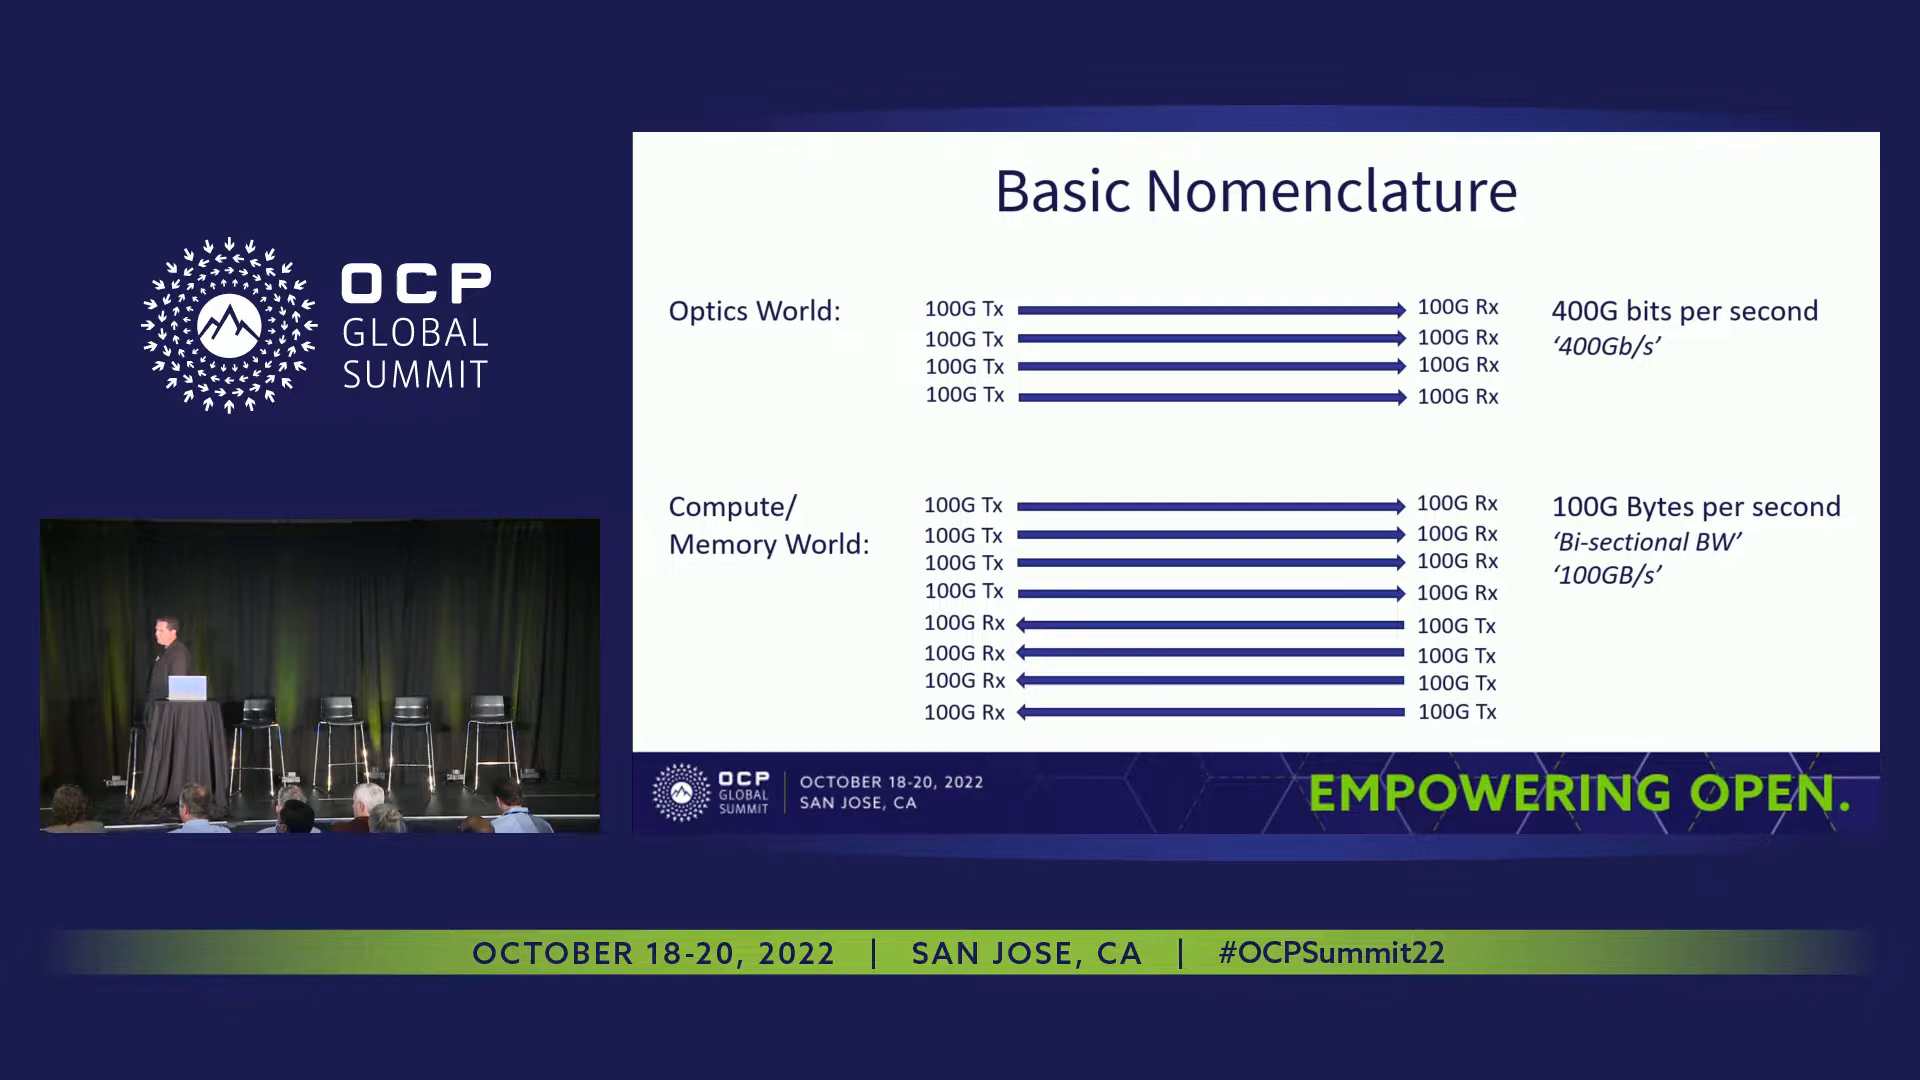 OCP
GLOBAL
SUMMIT
Basic Nomenclature
Optics World:
100G Tx 100G Rx
100G Tx 100G Rx
100G Tx 100G Rx
100G Tx 100G Rx
400G bits per second
‘400Gb/s’
Compute/
Memory World:
100G Tx 100G Rx
100G Tx 100G Rx
100G Tx 100G Rx
100G Tx 100G Rx
100G Rx 100G Tx
100G Rx 100G Tx
100G Rx 100G Tx
100G Rx 100G Tx
100G Bytes per second
‘Bi-sectional BW’
‘100GB/s’
OCP
GLOBAL
SUMMIT
OCTOBER 18-20, 2022
SAN JOSE, CA
EMPOWERING OPEN.
OCTOBER 18-20, 2022 | SAN JOSE, CA | #OCPSummit22